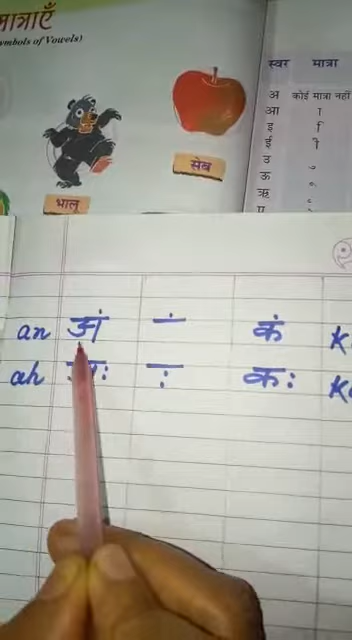 मात्राएँ
ymbols of Vowels)
स्वर मात्रा
अ कोई मात्रा नहीं
आ ा
इ ि
ई ी
उ ु
ऊ ू
ऋ ृ
सेब
भालू
an अं ं कं
ah अः ः कः